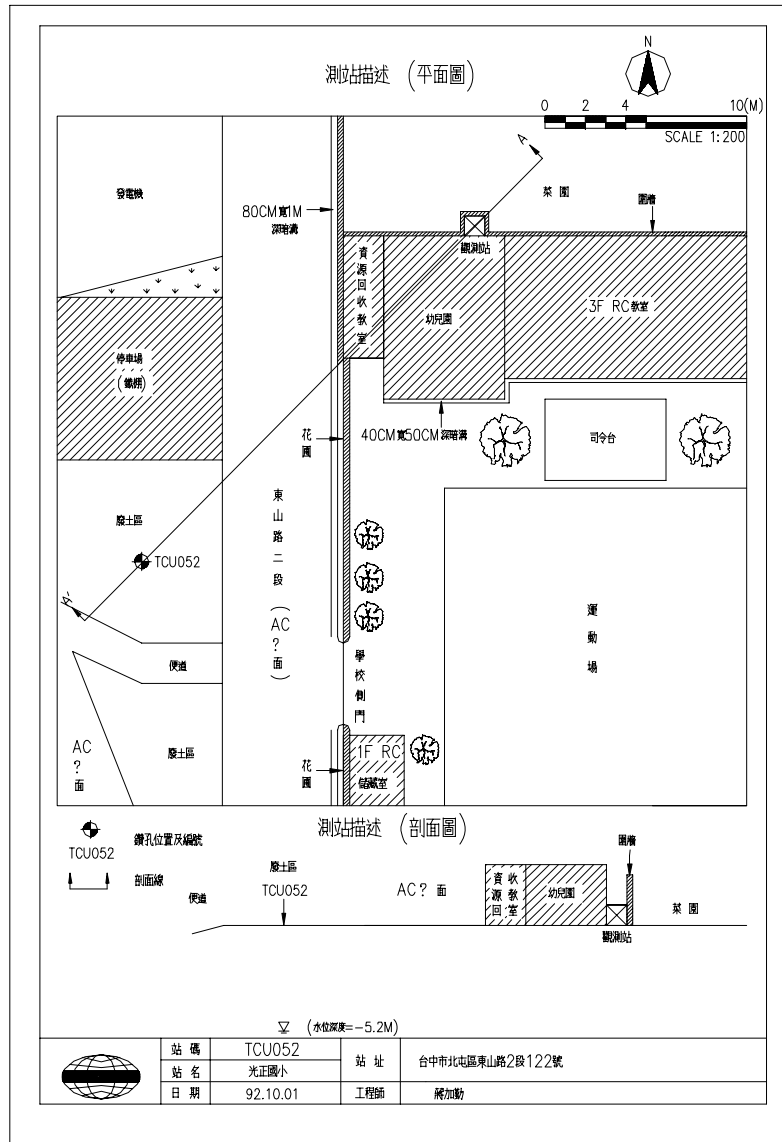 測站描述 (平面圖)
N
0 2 4 10(M)
SCALE 1:200
A
菜 園
圍牆
發電機
80CM寬1M
深暗溝
觀測站
資源回收教室
幼兒園
3F RC教室
停車場
(鐵棚)
花圃
40CM寬50CM深暗溝
司令台
東山路二段(AC?面)
廢土區
TCU052
A'
運動場
便道
學校側門
AC?面
廢土區
花圃
1F RC
儲藏室
測站描述 (剖面圖)
TCU052
鑽孔位置及編號
剖面線
便道
廢土區
TCU052
AC? 面
資源回收教室
幼兒園
圍牆
觀測站
菜 園
(水位深度=-5.2M)
站 碼 TCU052
站 名 光正國小
日 期 92.10.01
站 址 台中市北屯區東山路2段122號
工程師 蔣加勤